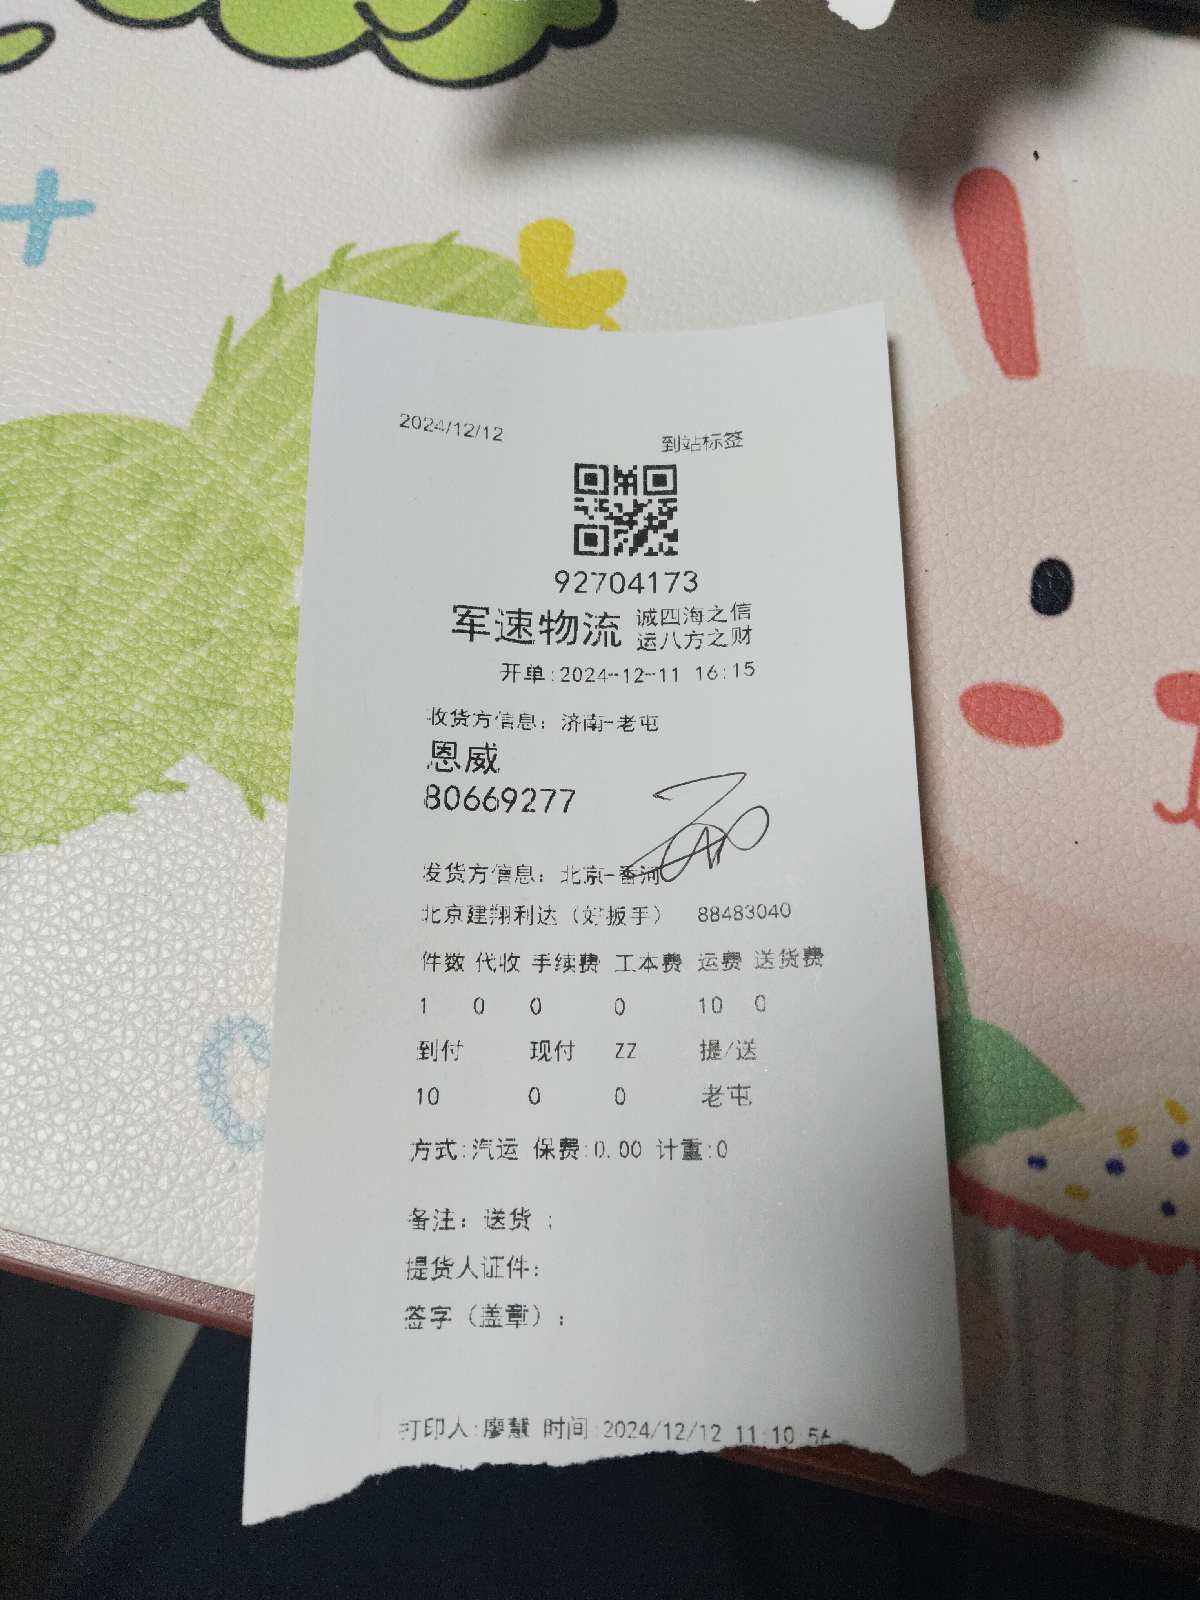 2024/12/12 到站标签
92704173
军速物流 诚四海之信
运八方之财
开单:2024-12-11 16:15
收货方信息：济南-老屯
恩威
80669277
发货方信息：北京-香河
北京建翔利达（好扳手） 88483040
件数 代收 手续费 工本费 运费 送货费
1 0 0 0 10 0
到付 现付 ZZ 提/送
10 0 0 老屯
方式:汽运 保费:0.00 计重:0
备注：送货 ;
提货人证件:
签字（盖章）;
打印人:廖慧 时间:2024/12/12 11:10:56